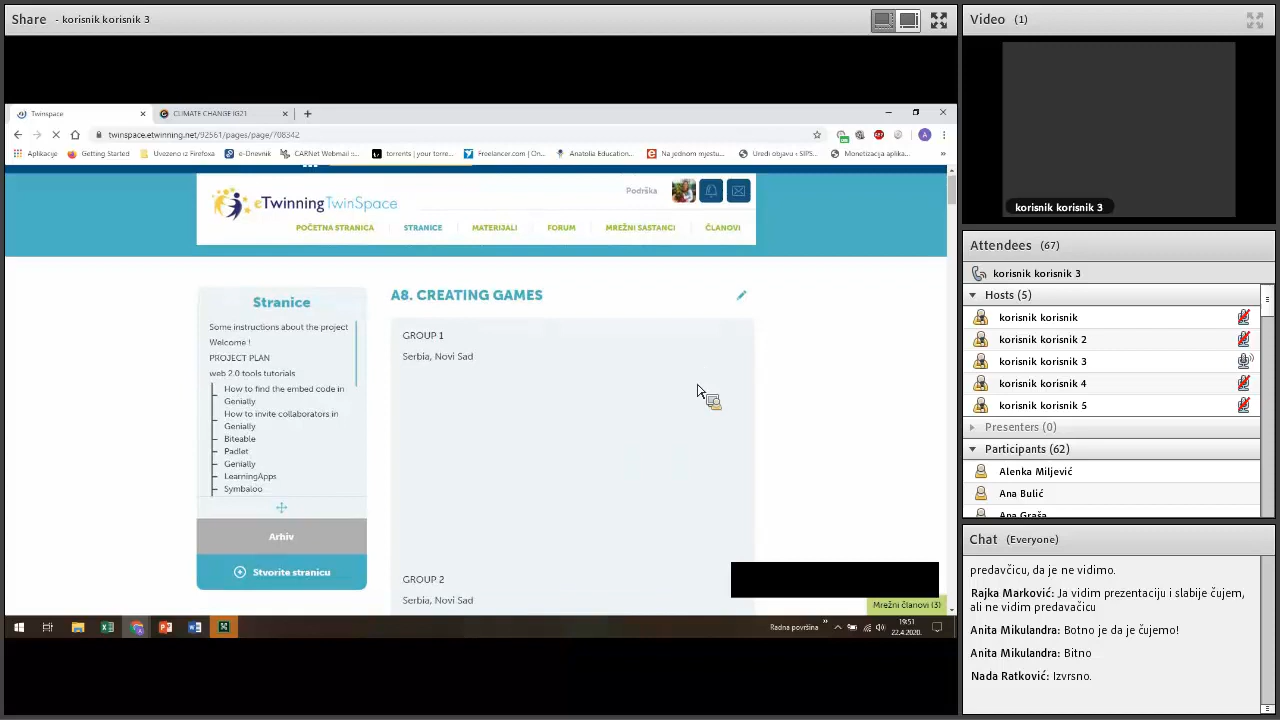 Share - korisnik korisnik 3
Twinspace
CLIMATE CHANGE IG21
twinspace.etwinning.net/92561/pages/page/708342
Aplikacije
Getting Started
Uvezeno iz Firefoxa
e-Dnevnik
CARNet Webmail ::...
torrents | your torre...
Freelancer.com | On...
Anatolia Education...
Na jednom mjestu...
Uredi objavu ‹ SIPS...
Monetizacija aplika...
Podrška
eTwinningTwinSpace
POČETNA STRANICA
STRANICE
MATERIJALI
FORUM
MREŽNI SASTANCI
ČLANOVI
Stranice
Some instructions about the project
Welcome !
PROJECT PLAN
web 2.0 tools tutorials
How to find the embed code in
Genially
How to invite collaborators in
Genially
Biteable
Padlet
Genially
LearningApps
Symbaloo
Arhiv
Stvorite stranicu
A8. CREATING GAMES
GROUP 1
Serbia, Novi Sad
GROUP 2
Serbia, Novi Sad
Mrežni članovi (3)
Radna površina
19:51
22.4.2020.
Video (1)
korisnik korisnik 3
Attendees (67)
korisnik korisnik 3
Hosts (5)
korisnik korisnik
korisnik korisnik 2
korisnik korisnik 3
korisnik korisnik 4
korisnik korisnik 5
Presenters (0)
Participants (62)
Alenka Miljević
Ana Bulić
Ana Graša
Chat (Everyone)
predavčicu, da je ne vidimo.
Rajka Marković: Ja vidim prezentaciju i slabije čujem,
ali ne vidim predavačicu
Anita Mikulandra: Botno je da je čujemo!
Anita Mikulandra: Bitno
Nada Ratković: Izvrsno.